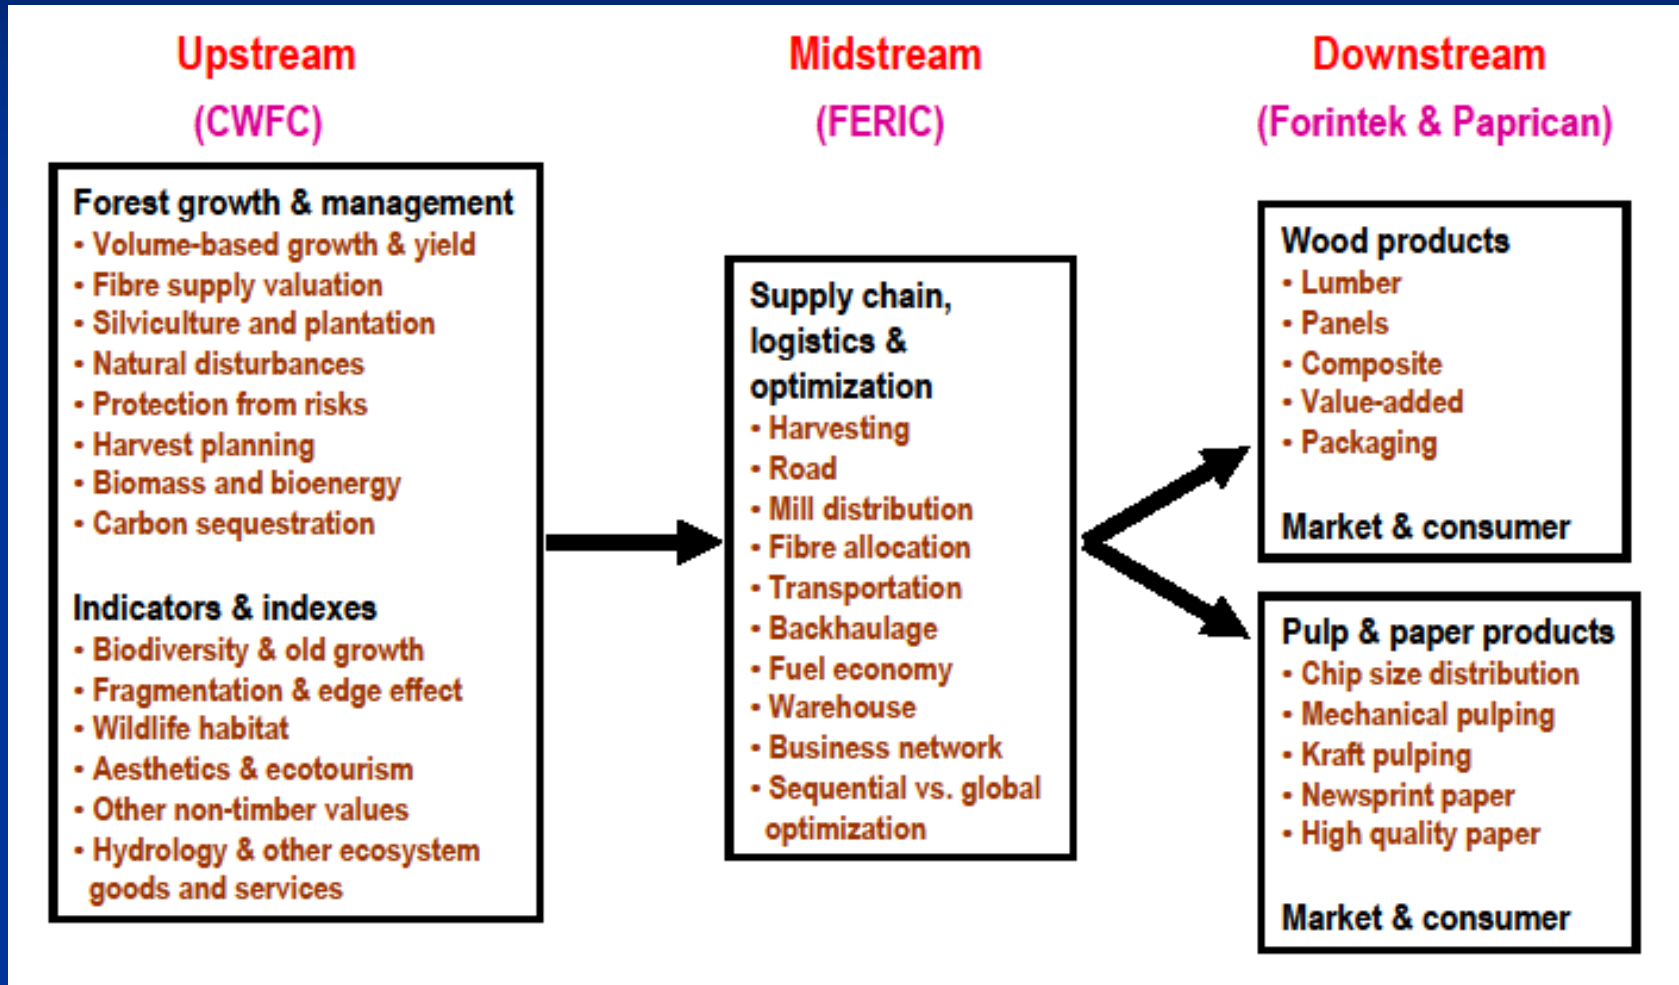 Upstream
(CWFC)
Forest growth & management
• Volume-based growth & yield
• Fibre supply valuation
• Silviculture and plantation
• Natural disturbances
• Protection from risks
• Harvest planning
• Biomass and bioenergy
• Carbon sequestration
Indicators & indexes
• Biodiversity & old growth
• Fragmentation & edge effect
• Wildlife habitat
• Aesthetics & ecotourism
• Other non-timber values
• Hydrology & other ecosystem
goods and services
Midstream
(FERIC)
Supply chain,
logistics &
optimization
• Harvesting
• Road
• Mill distribution
• Fibre allocation
• Transportation
• Backhaulage
• Fuel economy
• Warehouse
• Business network
• Sequential vs. global
optimization
Downstream
(Forintek & Paprican)
Wood products
• Lumber
• Panels
• Composite
• Value-added
• Packaging
Market & consumer
Pulp & paper products
• Chip size distribution
• Mechanical pulping
• Kraft pulping
• Newsprint paper
• High quality paper
Market & consumer